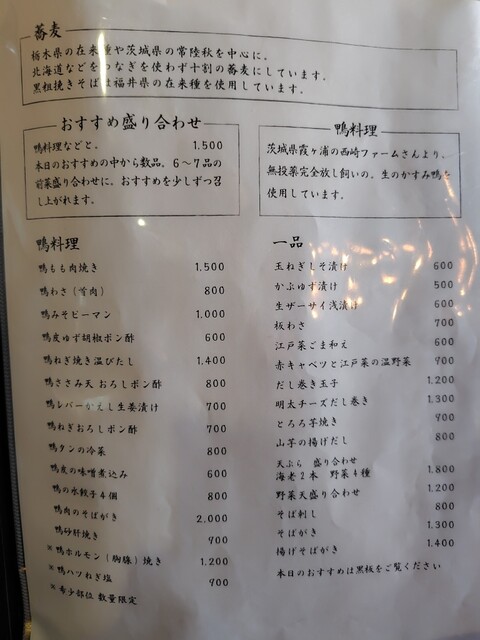 蕎麦
栃木県の在来種や茨城県の常陸秋を中心に。
北海道などをつなぎを使わず十割の蕎麦にしています。
黒粗挽きそばは福井県の在来種を使用しています。
おすすめ盛り合わせ
鴨料理などと。 1,500
本日のおすすめの中から数品。6〜7品の
前菜盛り合わせに。おすすめを少しずつ召
し上がれます。
鴨料理
茨城県霞ヶ浦の西崎ファームさんより。
無投薬完全放し飼いの、生のかすみ鴨を
使用しています。
鴨料理
鴨もも肉焼き 1,500
鴨わさ(首肉) 800
鴨みそピーマン 1,000
鴨皮ゆず胡椒ポン酢 600
鴨ねぎ焼き温びたし 1,400
鴨ささみ天 おろしポン酢 800
鴨レバーかえし生姜漬け 700
鴨ねぎおろしポン酢 700
鴨タンの冷菜 800
鴨皮の味噌煮込み 600
鴨の水餃子4個 800
鴨肉のそばがき 2,000
鴨砂肝焼き 900
※鴨ホルモン(胸腺)焼き 1,200
※鴨ハツねぎ塩 900
※希少部位 数量限定
一品
玉ねぎしそ漬け 600
かぶゆず漬け 500
生ザーサイ浅漬け 600
板わさ 700
江戸菜ごま和え 600
赤キャベツと江戸菜の温野菜 900
だし巻き玉子 1,200
明太チーズだし巻き 1,300
とろろ芋焼き 900
山芋の揚げだし 800
天ぷら 盛り合わせ
海老2本 野菜4種 1,800
野菜天盛り合わせ 1,200
そば刺し 800
そばがき 1,300
揚げそばがき 1,400
本日のおすすめは黒板をご覧ください